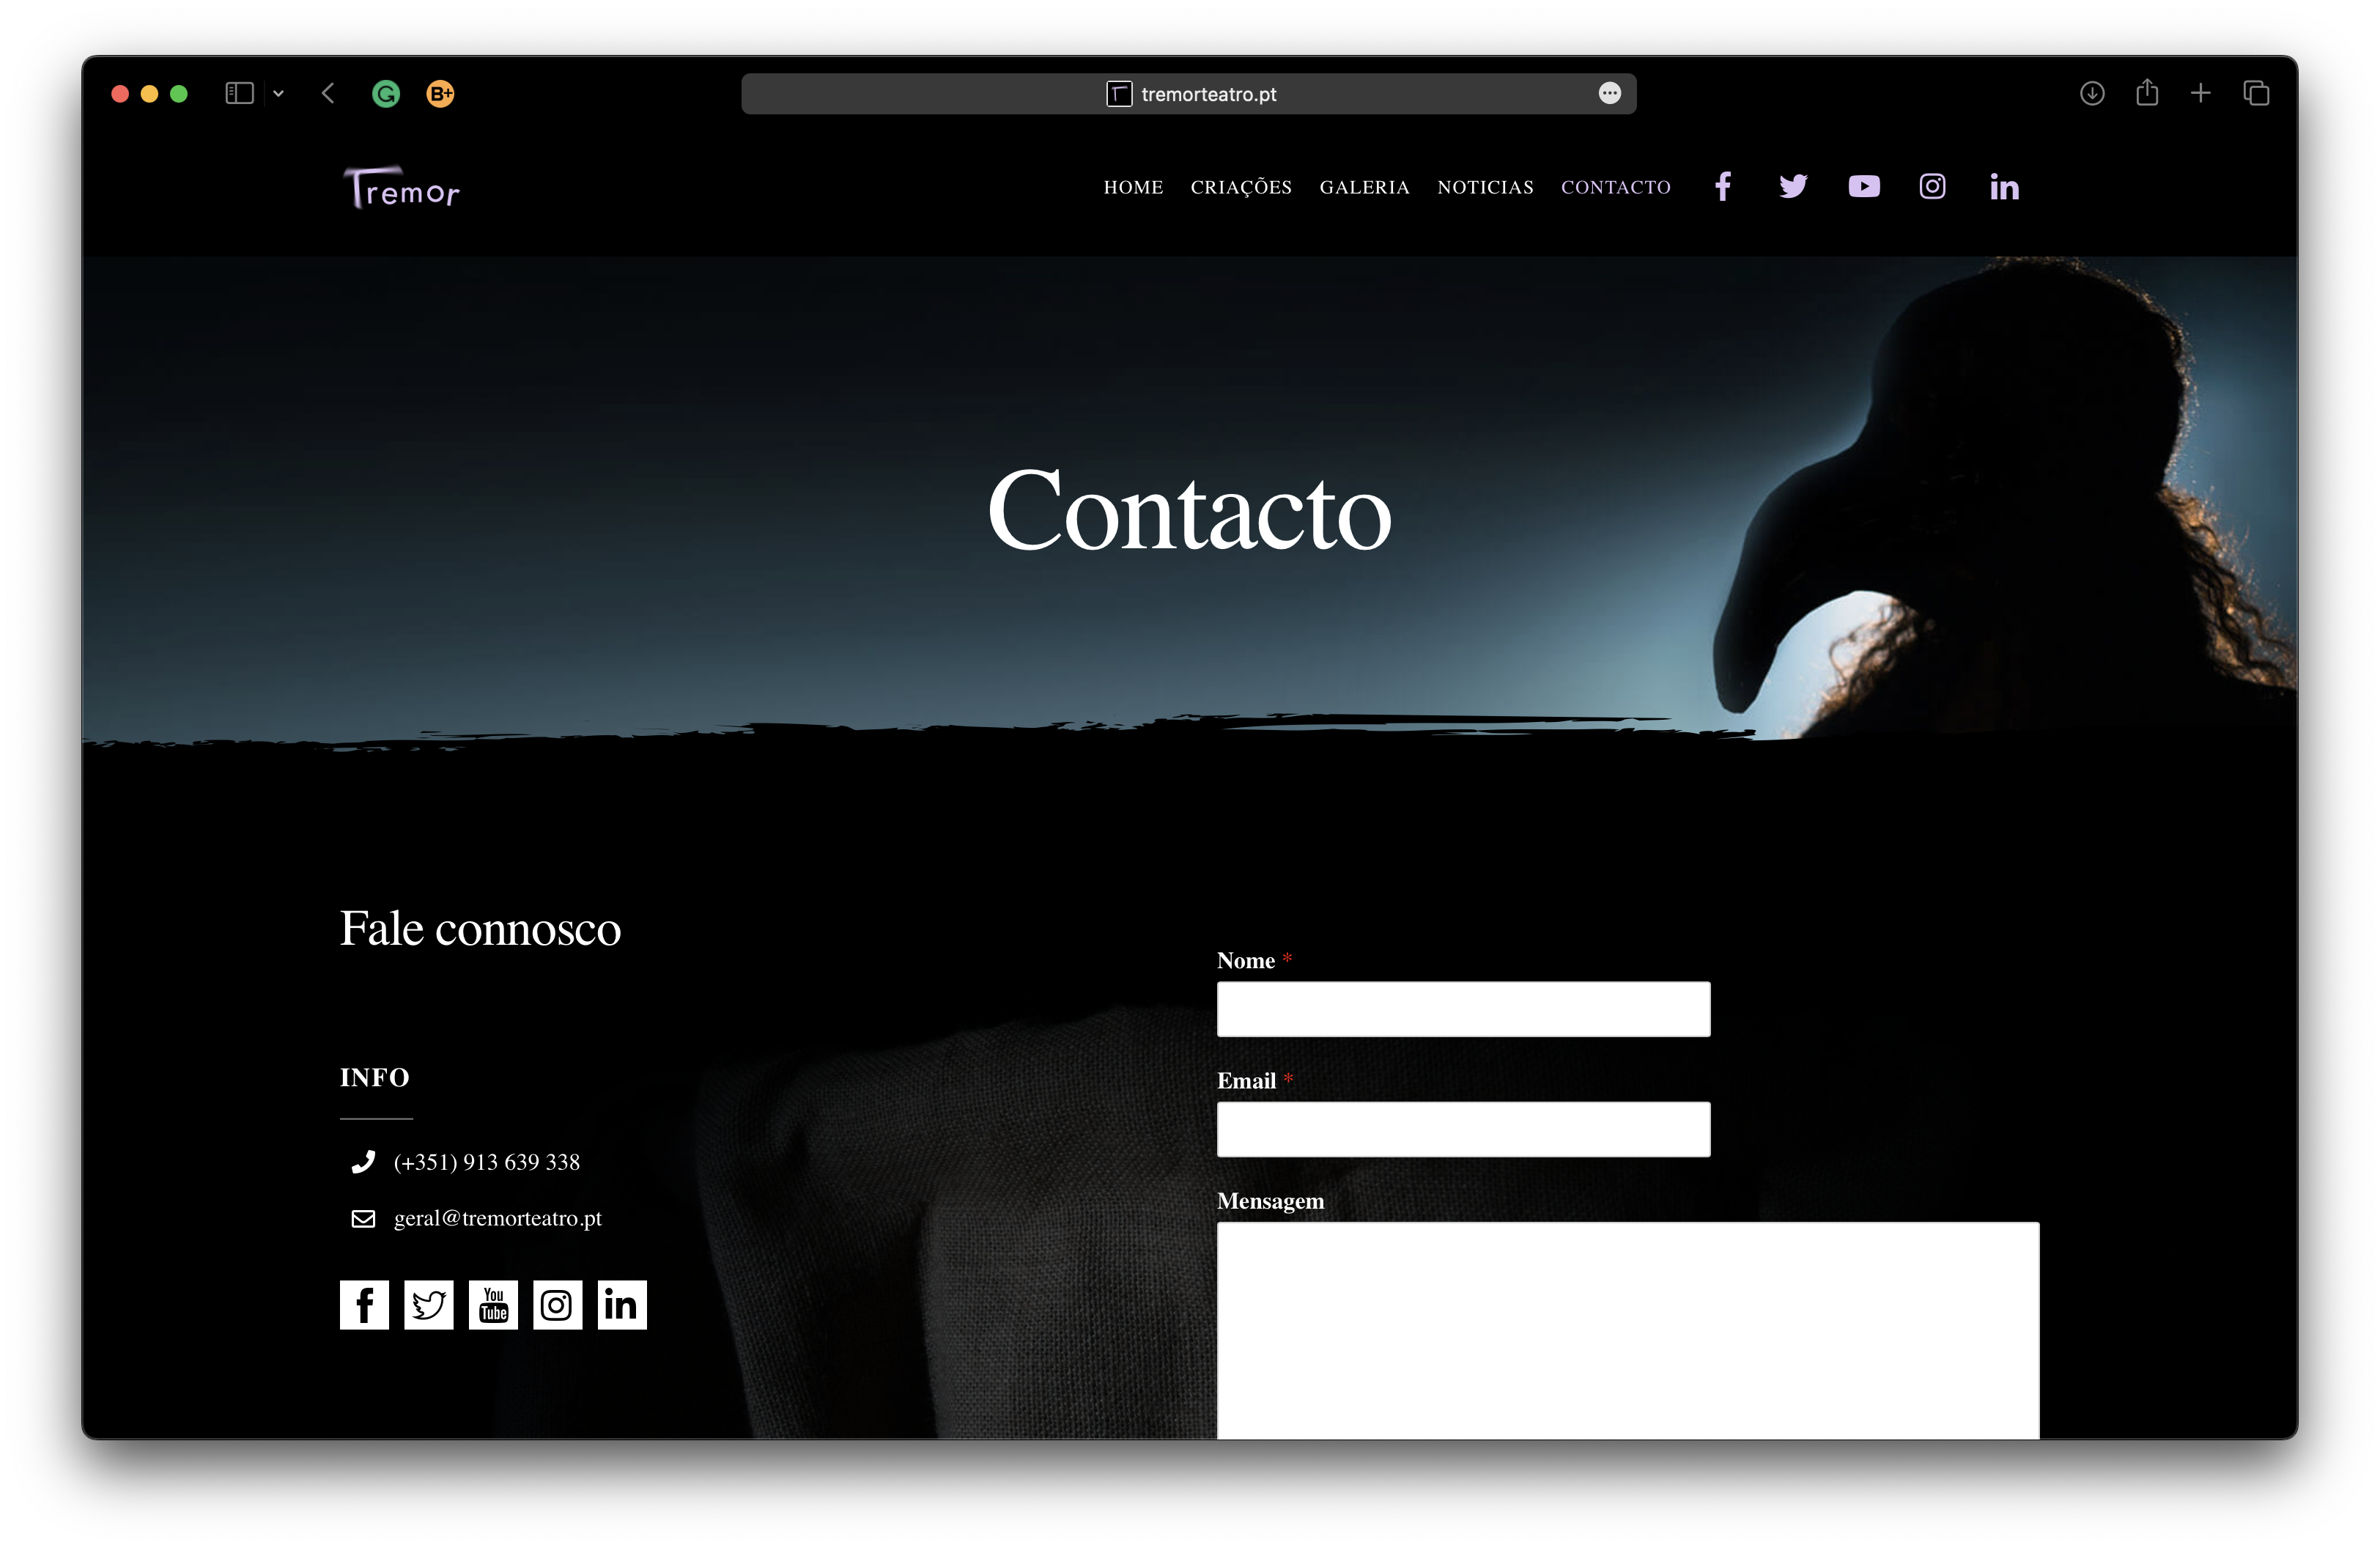 B+
T tremorteatro.pt
Tremor
HOME CRIAÇÕES GALERIA NOTICIAS CONTACTO
Contacto
Fale connosco
INFO
(+351) 913 639 338
geral@tremorteatro.pt
You
Tube
Nome *
Email *
Mensagem